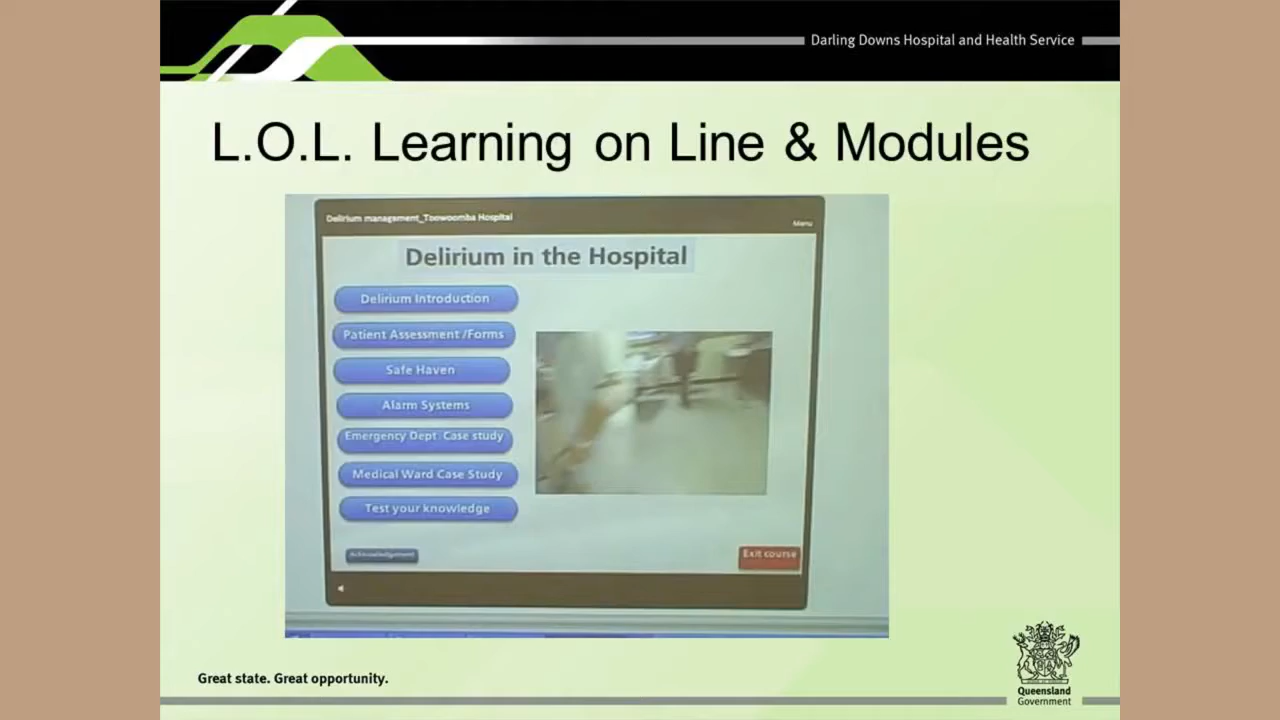 Darling Downs Hospital and Health Service
L.O.L. Learning on Line & Modules
Delirium management_Toowoomba Hospital
Menu
Delirium in the Hospital
Delirium Introduction
Patient Assessment /Forms
Safe Haven
Alarm Systems
Emergency Dept. Case study
Medical Ward Case Study
Test your knowledge
Acknowledgement
Exit course
Great state. Great opportunity.
Queensland
Government